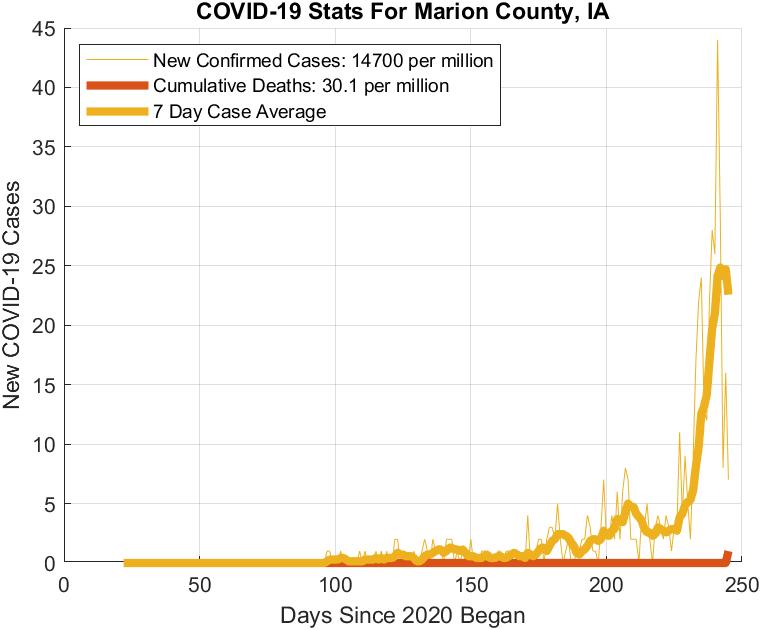 COVID-19 Stats For Marion County, IA
New Confirmed Cases: 14700 per million
Cumulative Deaths: 30.1 per million
7 Day Case Average
New COVID-19 Cases
45
40
35
30
25
20
15
10
5
0
0 50 100 150 200 250
Days Since 2020 Began